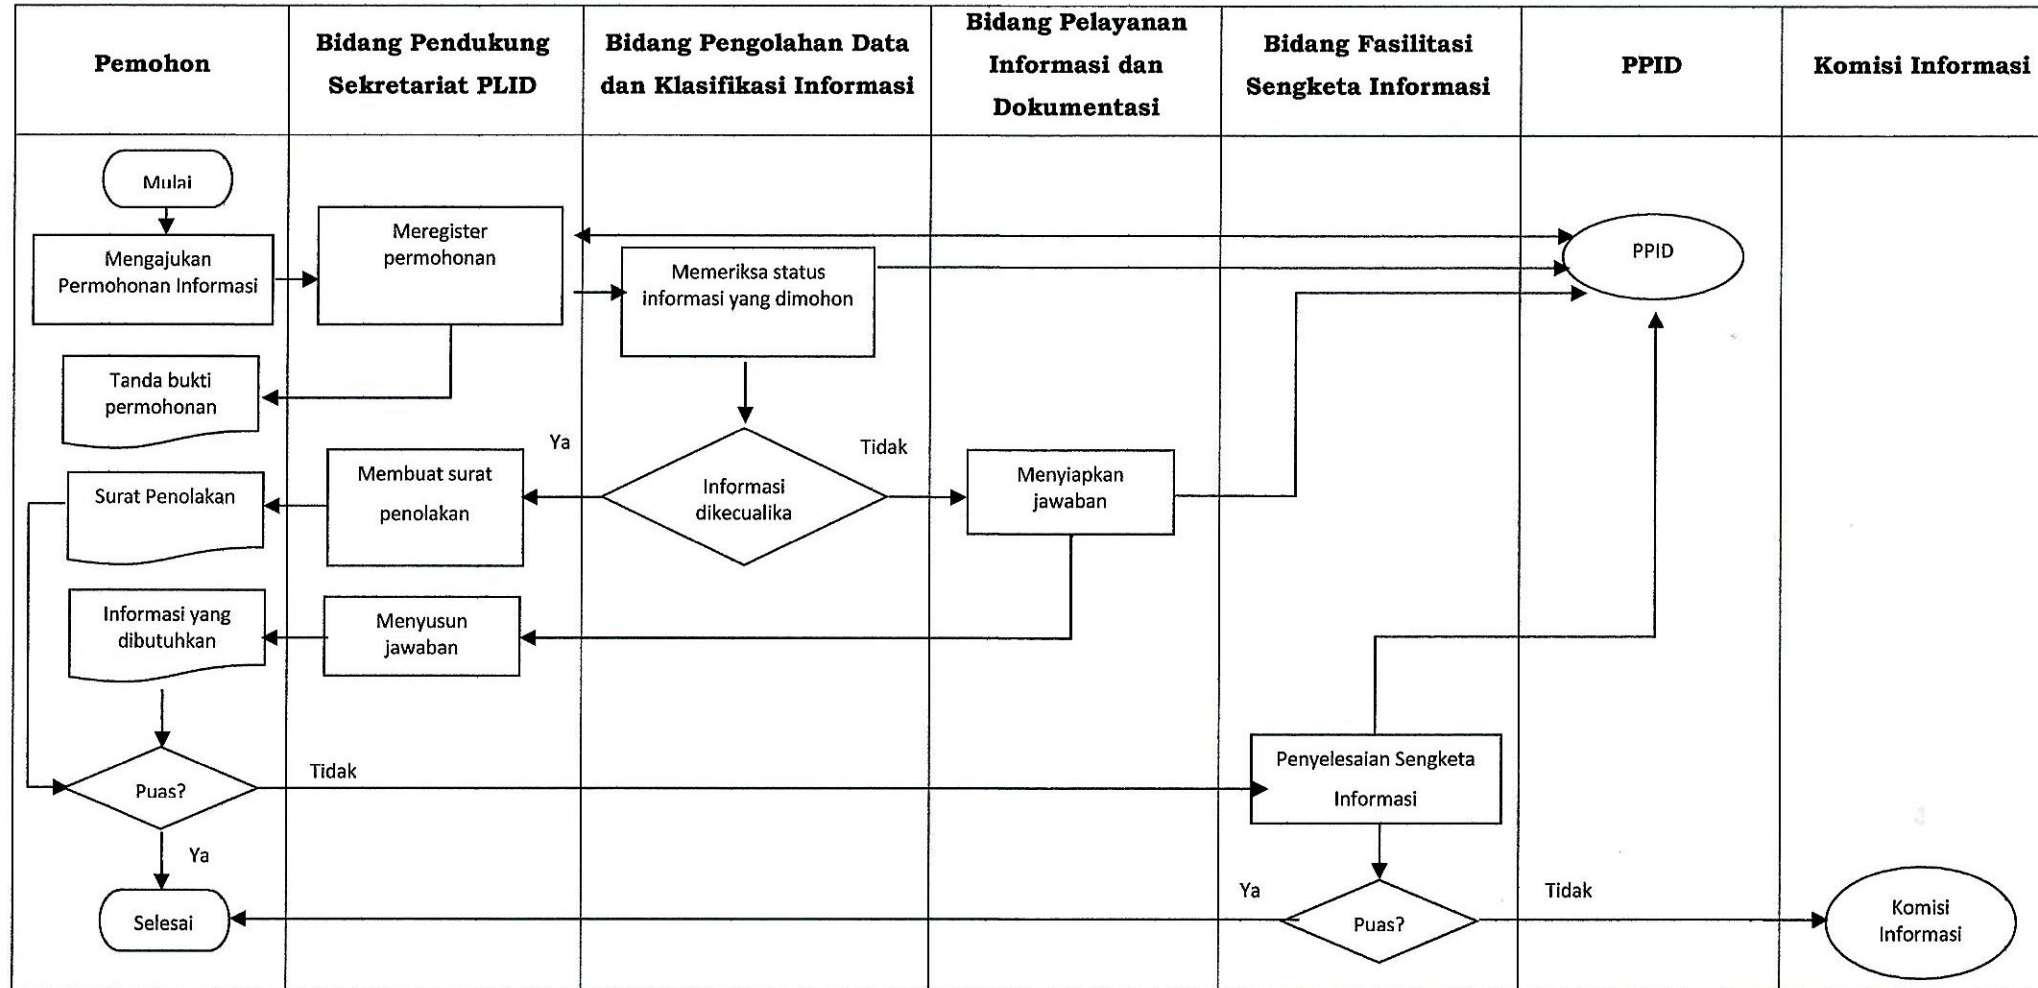 Pemohon
Bidang Pendukung
Sekretariat PLID
Bidang Pengolahan Data
dan Klasifikasi Informasi
Bidang Pelayanan
Informasi dan
Dokumentasi
Bidang Fasilitasi
Sengketa Informasi
PPID
Komisi Informasi
Mulai
Mengajukan
Permohonan Informasi
Meregister
permohonan
Memeriksa status
informasi yang dimohon
PPID
Tanda bukti
permohonan
Ya
Tidak
Surat Penolakan
Membuat surat
penolakan
Informasi
dikecualika
Menyiapkan
jawaban
Informasi yang
dibutuhkan
Menyusun
jawaban
Puas?
Tidak
Penyelesaian Sengketa
Informasi
Ya
Selesai
Ya
Puas?
Tidak
Komisi
Informasi